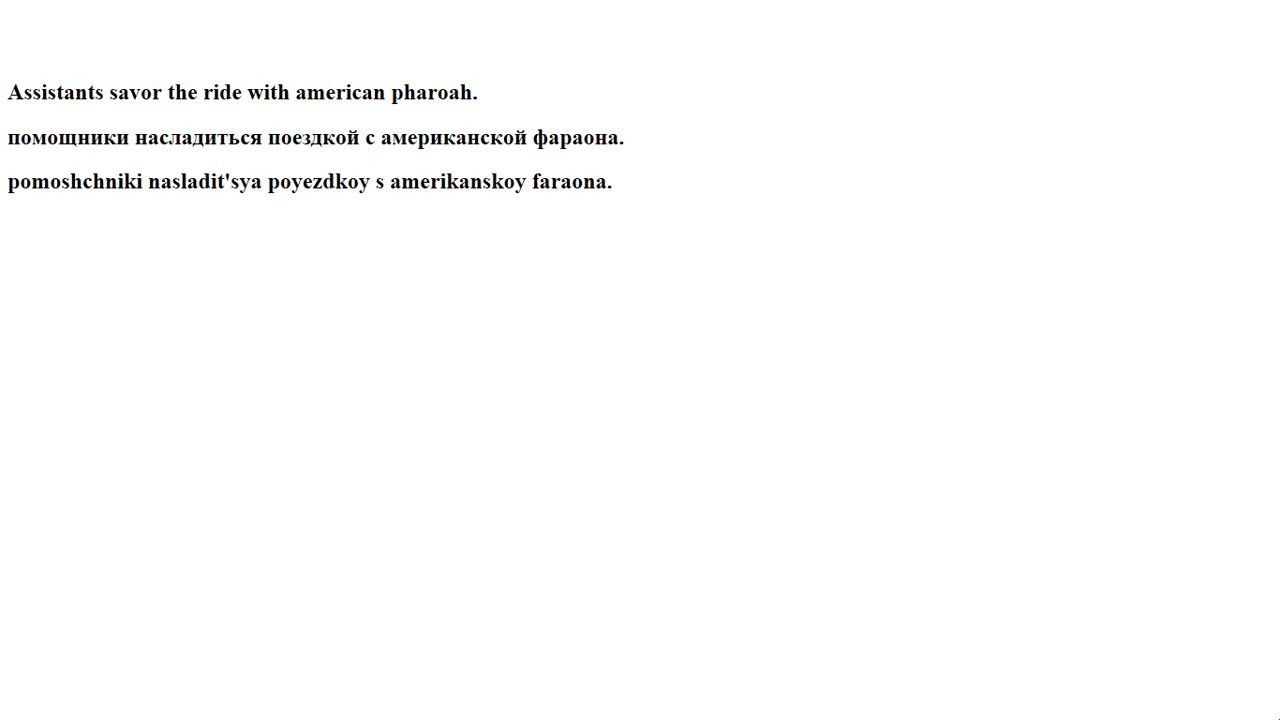 Assistants savor the ride with american pharoah.
помощники насладиться поездкой с американской фараона.
pomoshchniki nasladit'sya poyezdkoy s amerikanskoy faraona.